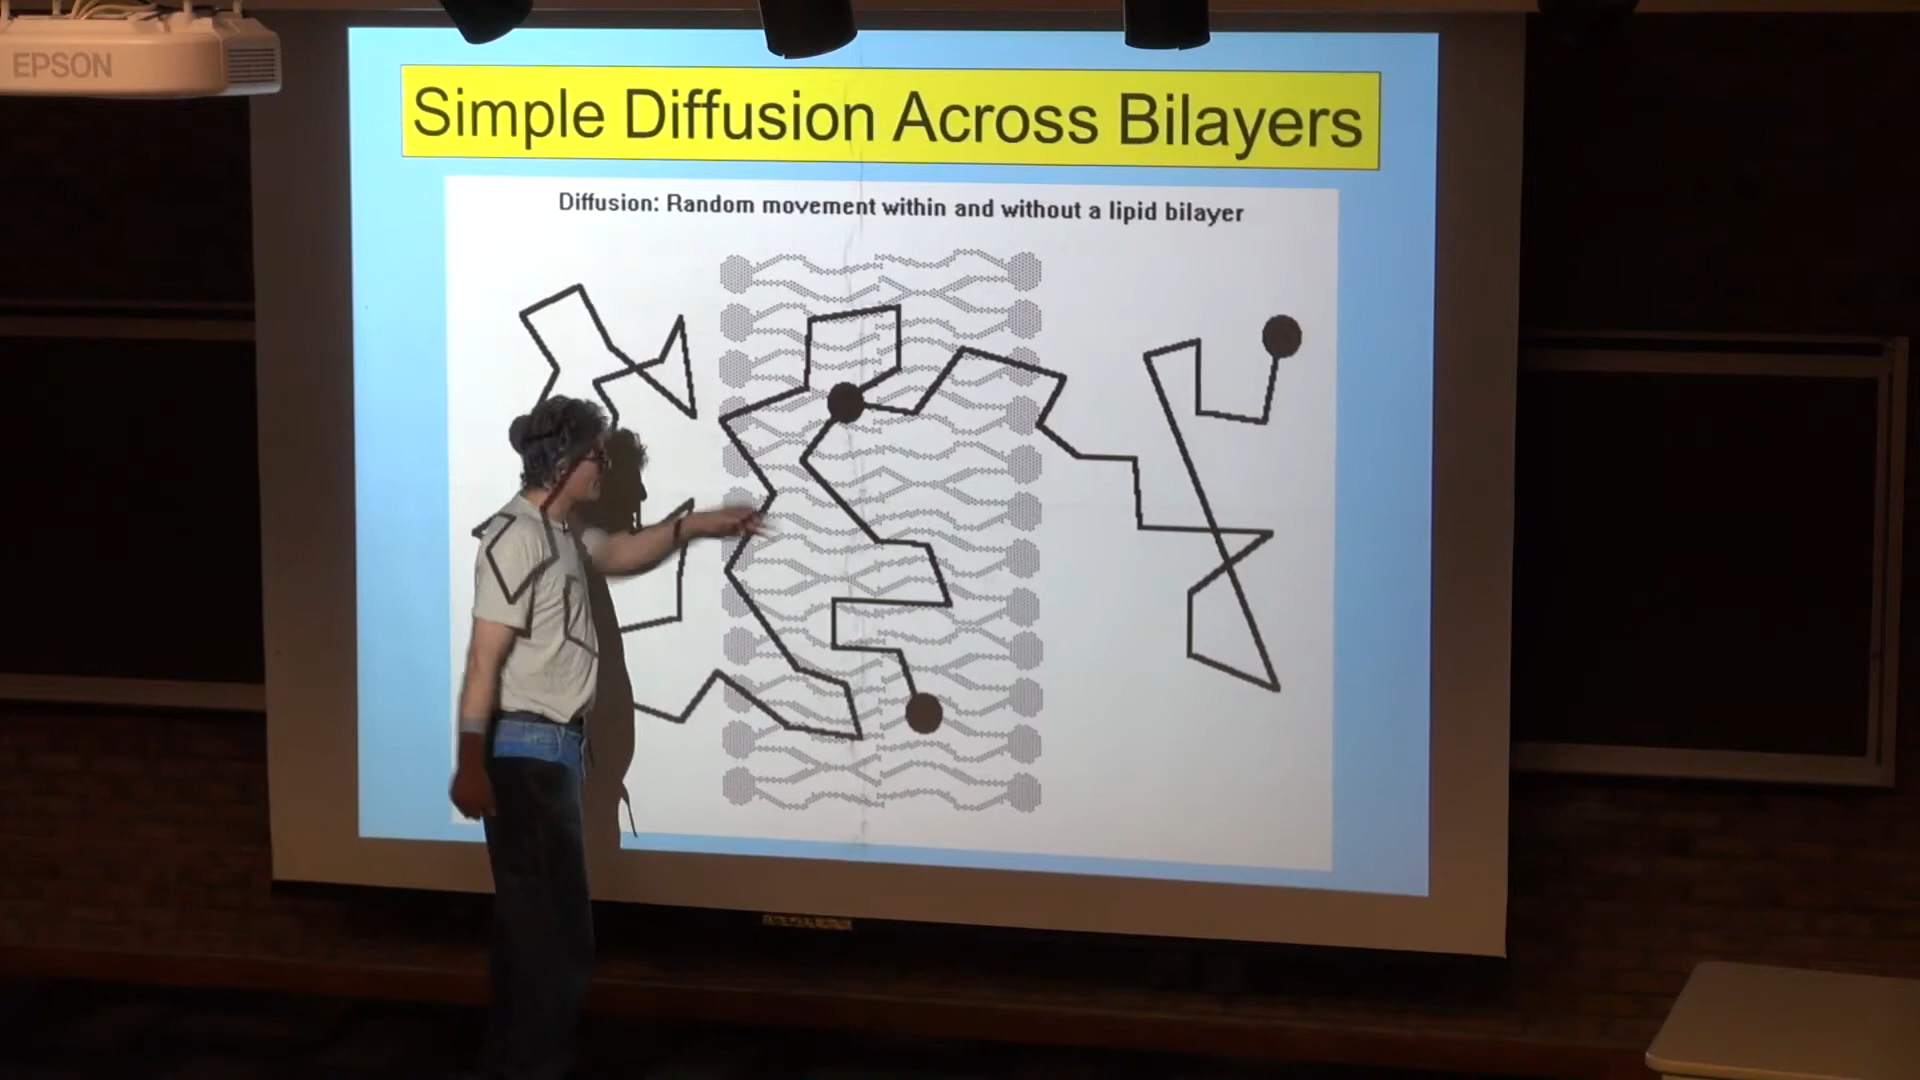 EPSON
Simple Diffusion Across Bilayers
Diffusion: Random movement within and without a lipid bilayer